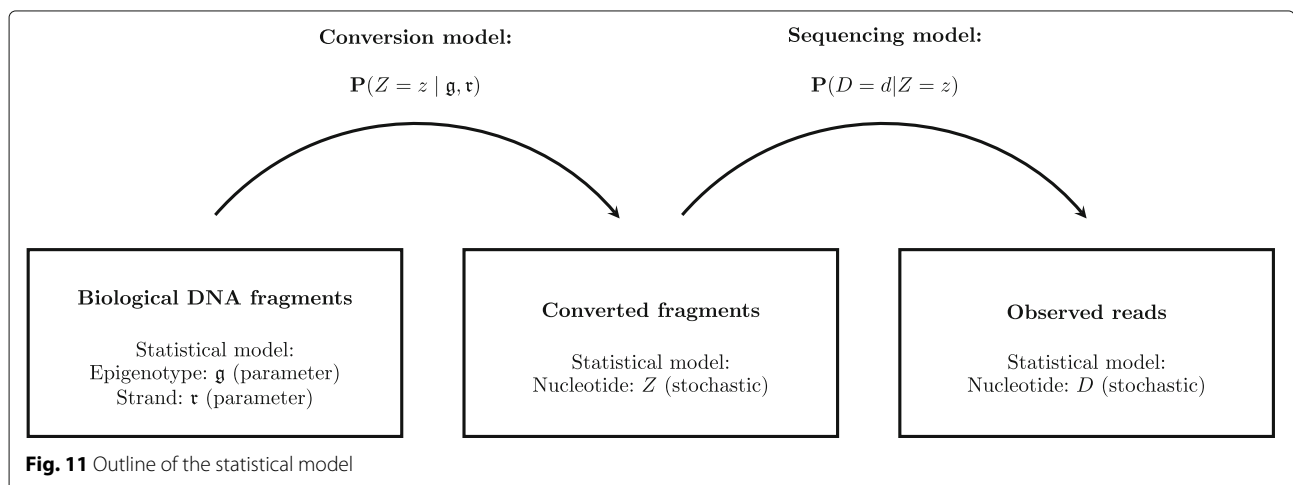 Conversion model:
P(Z = z | 𝔤, 𝔯)
Sequencing model:
P(D = d|Z = z)
Biological DNA fragments
Statistical model:
Epigenotype: 𝔤 (parameter)
Strand: 𝔯 (parameter)
Converted fragments
Statistical model:
Nucleotide: Z (stochastic)
Observed reads
Statistical model:
Nucleotide: D (stochastic)
Fig. 11 Outline of the statistical model